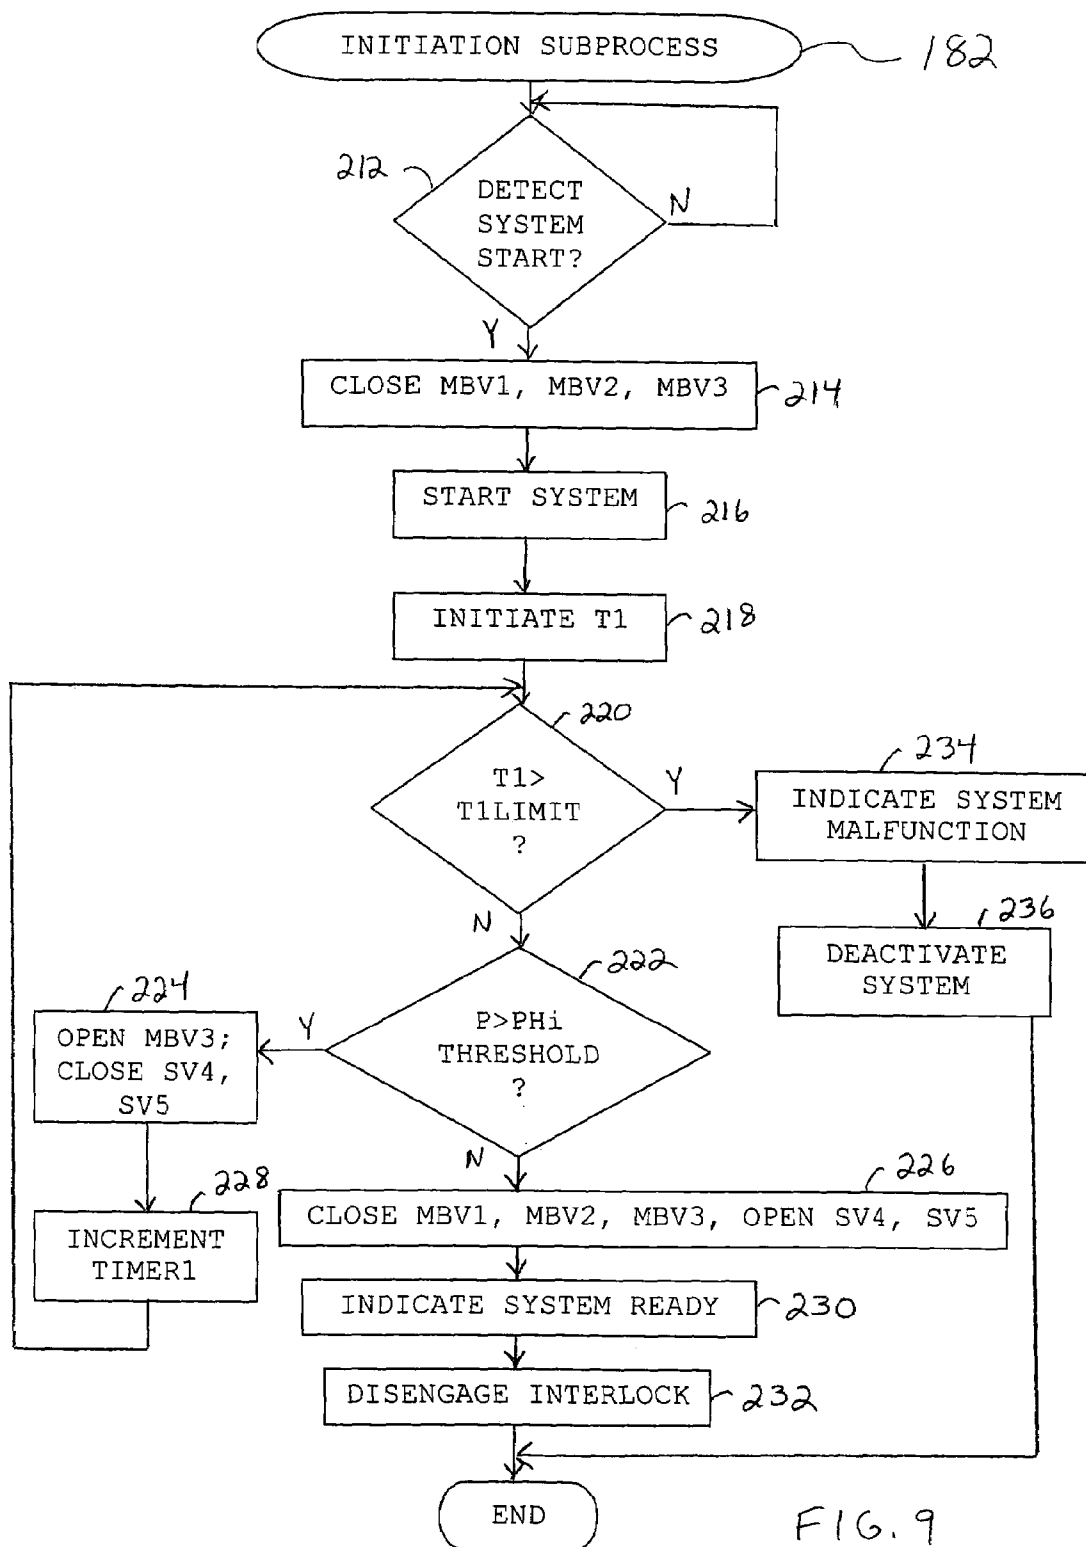 INITIATION SUBPROCESS
182
212
DETECT
SYSTEM
START?
N
Y
CLOSE MBV1, MBV2, MBV3
214
START SYSTEM
216
INITIATE T1
218
220
T1>
T1LIMIT
?
Y
N
234
INDICATE SYSTEM
MALFUNCTION
236
DEACTIVATE
SYSTEM
222
P>PHi
THRESHOLD
?
Y
N
224
OPEN MBV3;
CLOSE SV4,
SV5
228
INCREMENT
TIMER1
226
CLOSE MBV1, MBV2, MBV3, OPEN SV4, SV5
INDICATE SYSTEM READY
230
DISENGAGE INTERLOCK
232
END
FIG. 9